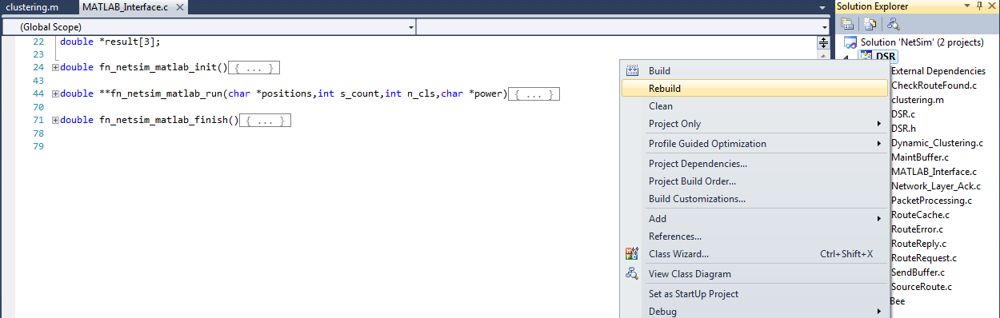 clustering.m MATLAB_Interface.c
(Global Scope)
22 double *result[3];
23
24 double fn_netsim_matlab_init() { ... }
43
44 double **fn_netsim_matlab_run(char *positions,int s_count,int n_cls,char *power) { ... }
70
71 double fn_netsim_matlab_finish() { ... }
78
79
Build
Rebuild
Clean
Project Only
Profile Guided Optimization
Project Dependencies...
Project Build Order...
Build Customizations...
Add
References...
Class Wizard... Ctrl+Shift+X
View Class Diagram
Set as StartUp Project
Debug
Solution Explorer
Solution 'NetSim' (2 projects)
DSR
External Dependencies
CheckRouteFound.c
clustering.m
DSR.c
DSR.h
Dynamic_Clustering.c
MaintBuffer.c
MATLAB_Interface.c
Network_Layer_Ack.c
PacketProcessing.c
RouteCache.c
RouteError.c
RouteReply.c
RouteRequest.c
SendBuffer.c
SourceRoute.c
Bee